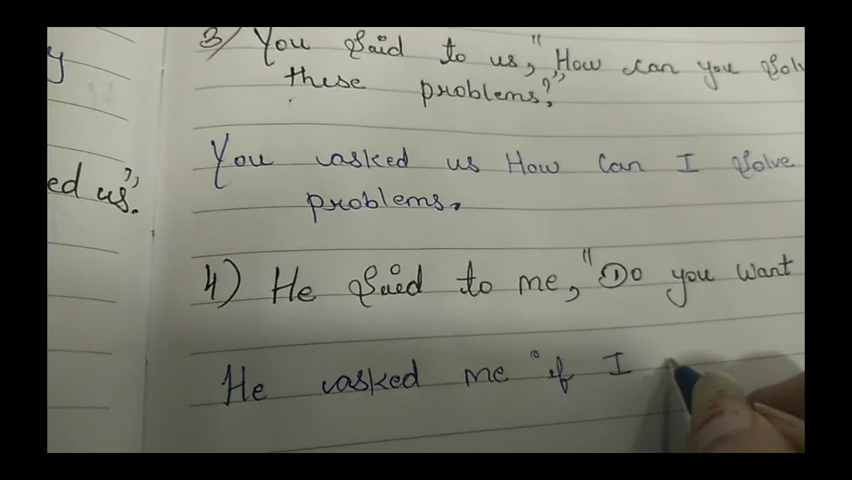 y
3) You said to us, "How can you Solv
these problems?",
ed us",.
You asked us How Can I Solve
problems.
4) He said to me, "Do you want
He asked me if I